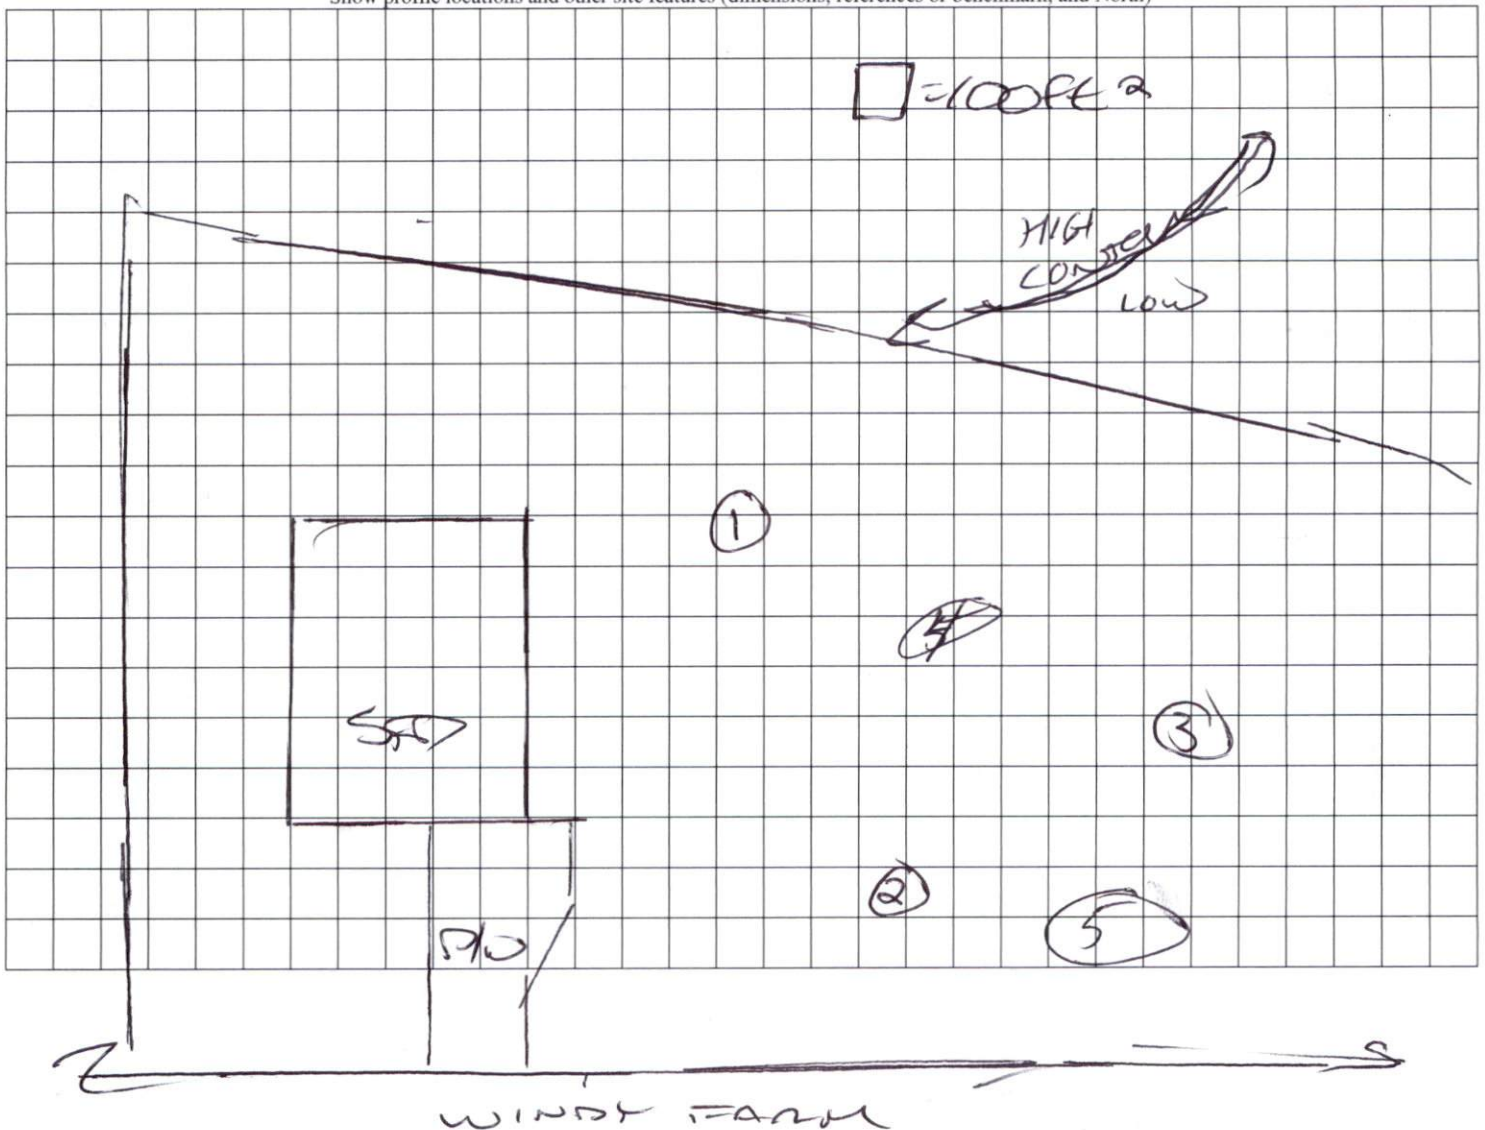 Show profile locations and other site features (dimensions, references or benchmark, and North)
=100ft2
HIGH
CONTOUR
LOW
1
3
2
5
D/W
WINDY FARM